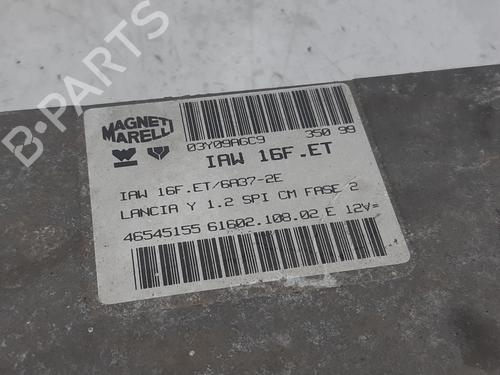 B-PARTS
MAGNETI
MARELLI
03Y09AGC9 350 99
IAW 16F.ET
IAW 16F.ET/6A37-2E
LANCIA Y 1.2 SPI CM FASE 2
46545155 61602.108.02 E 12V=